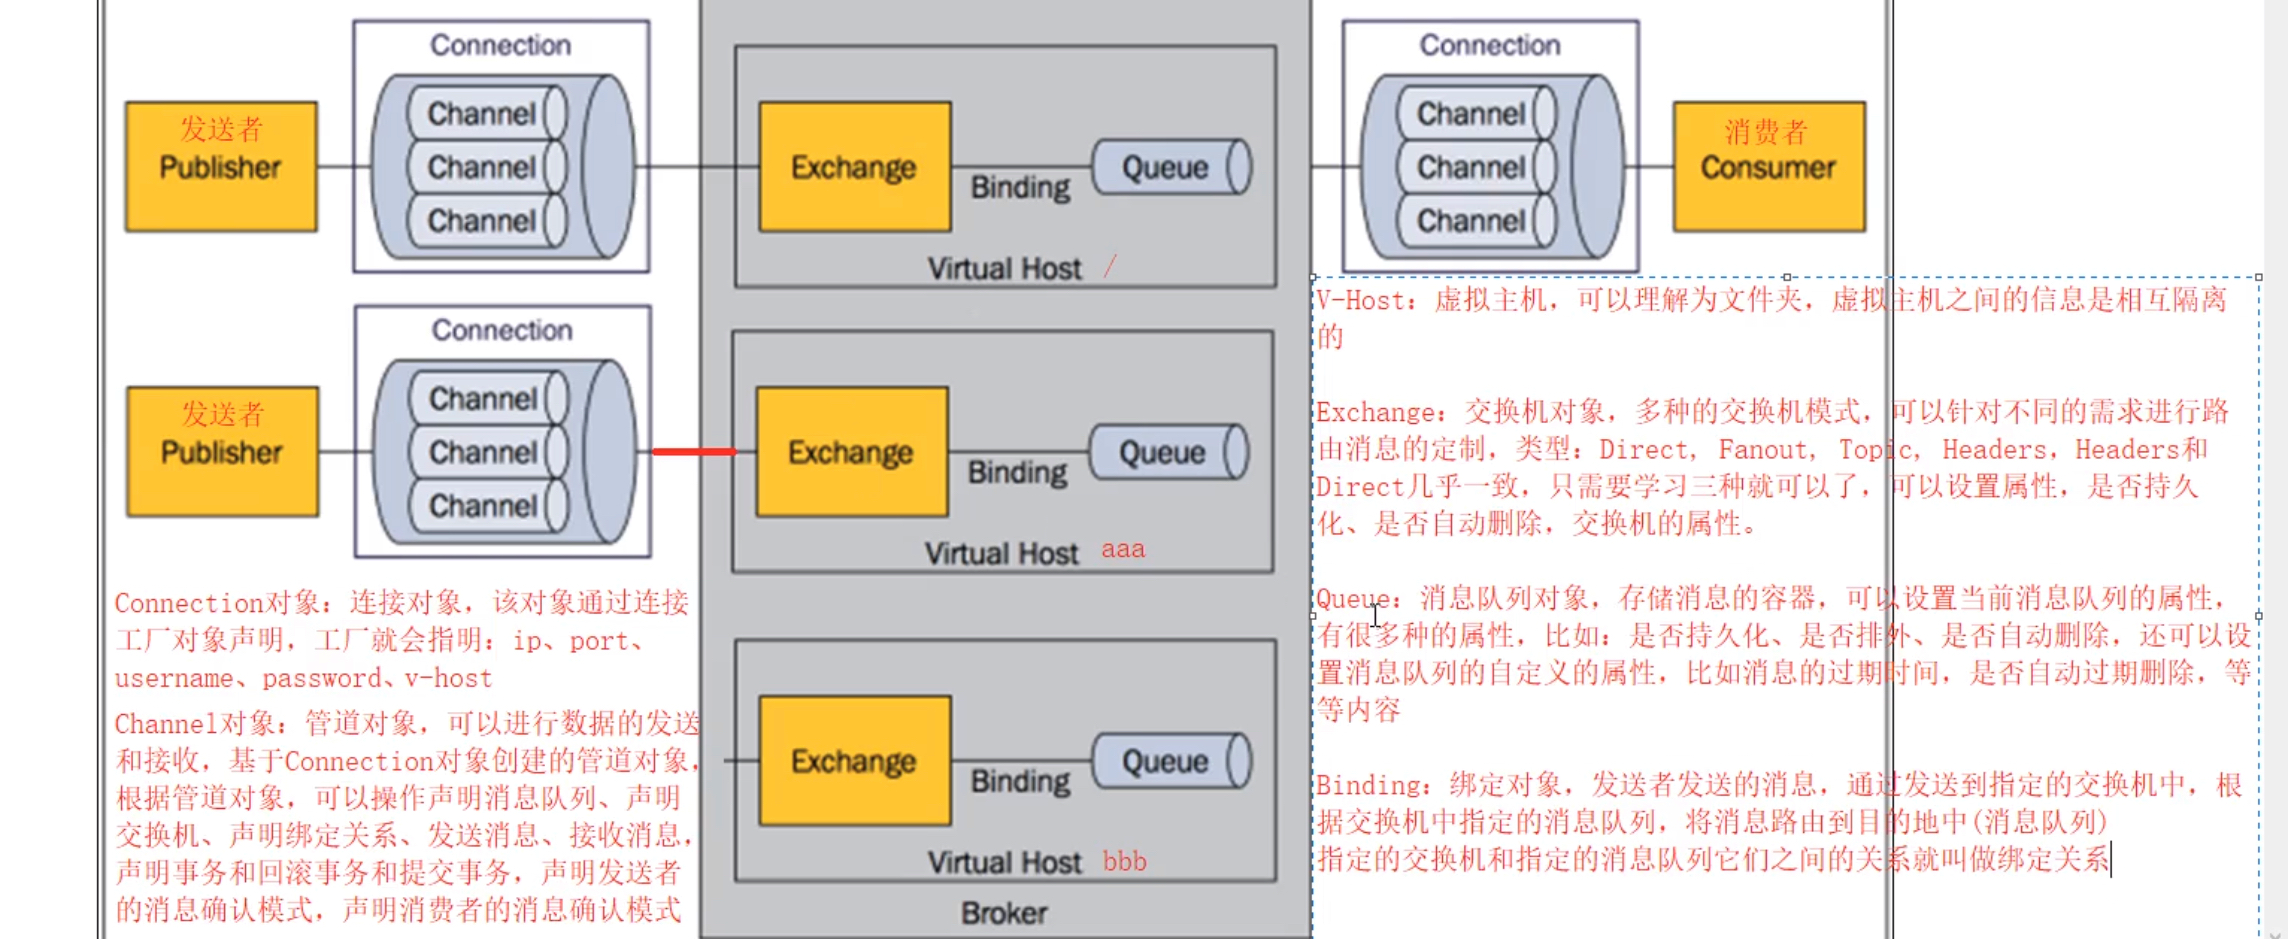 Connection
Channel
Channel
Channel
发送者
Publisher
Exchange
Binding
Queue
Virtual Host /
Connection
Channel
Channel
Channel
消费者
Consumer
Connection
Channel
Channel
Channel
发送者
Publisher
Exchange
Binding
Queue
Virtual Host aaa
Exchange
Binding
Queue
Virtual Host bbb
Broker
Connection对象：连接对象，该对象通过连接
工厂对象声明，工厂就会指明：ip、port、
username、password、v-host
Channel对象：管道对象，可以进行数据的发送
和接收，基于Connection对象创建的管道对象，
根据管道对象，可以操作声明消息队列、声明
交换机、声明绑定关系、发送消息、接收消息，
声明事务和回滚事务和提交事务，声明发送者
的消息确认模式，声明消费者的消息确认模式
V-Host：虚拟主机，可以理解为文件夹，虚拟主机之间的信息是相互隔离
的
Exchange：交换机对象，多种的交换机模式，可以针对不同的需求进行路
由消息的定制，类型：Direct, Fanout, Topic, Headers，Headers和
Direct几乎一致，只需要学习三种就可以了，可以设置属性，是否持久
化、是否自动删除，交换机的属性。
Queue：消息队列对象，存储消息的容器，可以设置当前消息队列的属性，
有很多种的属性，比如：是否持久化、是否排外、是否自动删除，还可以设
置消息队列的自定义的属性，比如消息的过期时间，是否自动过期删除，等
等内容
Binding：绑定对象，发送者发送的消息，通过发送到指定的交换机中，根
据交换机中指定的消息队列，将消息路由到目的地中(消息队列)
指定的交换机和指定的消息队列它们之间的关系就叫做绑定关系